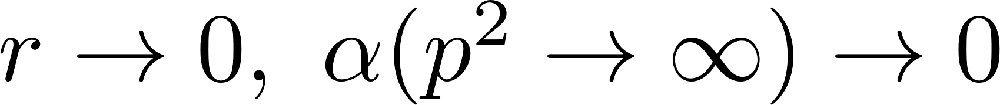 r → 0, α(p² → ∞) → 0